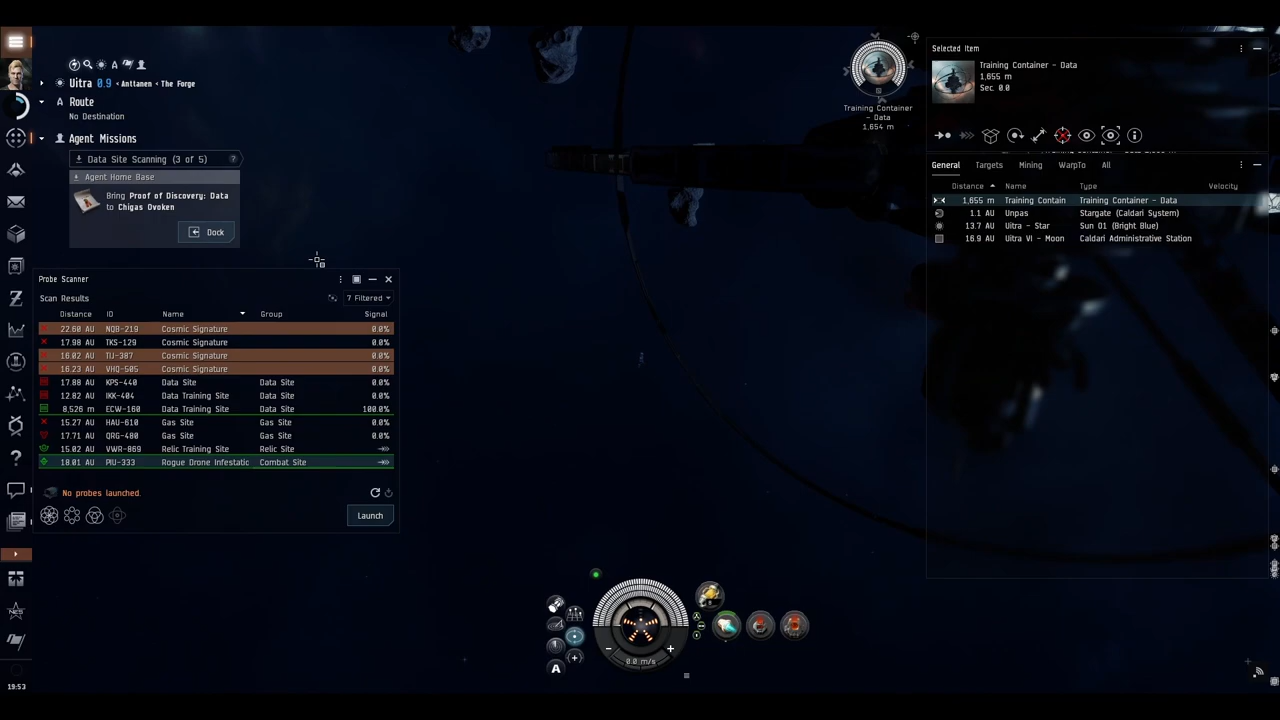 Uitra 0.9 < Anttanen < The Forge
Route
No Destination
Agent Missions
Data Site Scanning (3 of 5) ?
Agent Home Base
Bring Proof of Discovery: Data
to Chigas Ovoken
Dock
Probe Scanner
Scan Results 7 Filtered
Distance ID Name Group Signal
22.60 AU NQB-219 Cosmic Signature 0.0%
17.98 AU TKS-129 Cosmic Signature 0.0%
16.02 AU TIJ-387 Cosmic Signature 0.0%
16.23 AU VHQ-505 Cosmic Signature 0.0%
17.88 AU KPS-440 Data Site Data Site 0.0%
12.82 AU IKK-404 Data Training Site Data Site 0.0%
8,526 m ECW-160 Data Training Site Data Site 100.0%
15.27 AU HAU-610 Gas Site Gas Site 0.0%
17.71 AU QRG-480 Gas Site Gas Site 0.0%
15.02 AU VWR-869 Relic Training Site Relic Site
18.01 AU PIU-333 Rogue Drone Infestatic Combat Site
No probes launched.
Launch
Training Container
- Data
1,654 m
Selected Item
Training Container - Data
1,655 m
Sec. 0.0
General Targets Mining WarpTo All
Distance Name Type Velocity
1,655 m Training Contain Training Container - Data
1.1 AU Unpas Stargate (Caldari System)
13.7 AU Uitra - Star Sun O1 (Bright Blue)
16.9 AU Uitra VI - Moon Caldari Administrative Station
0.0 m/s
A
NES
19:53